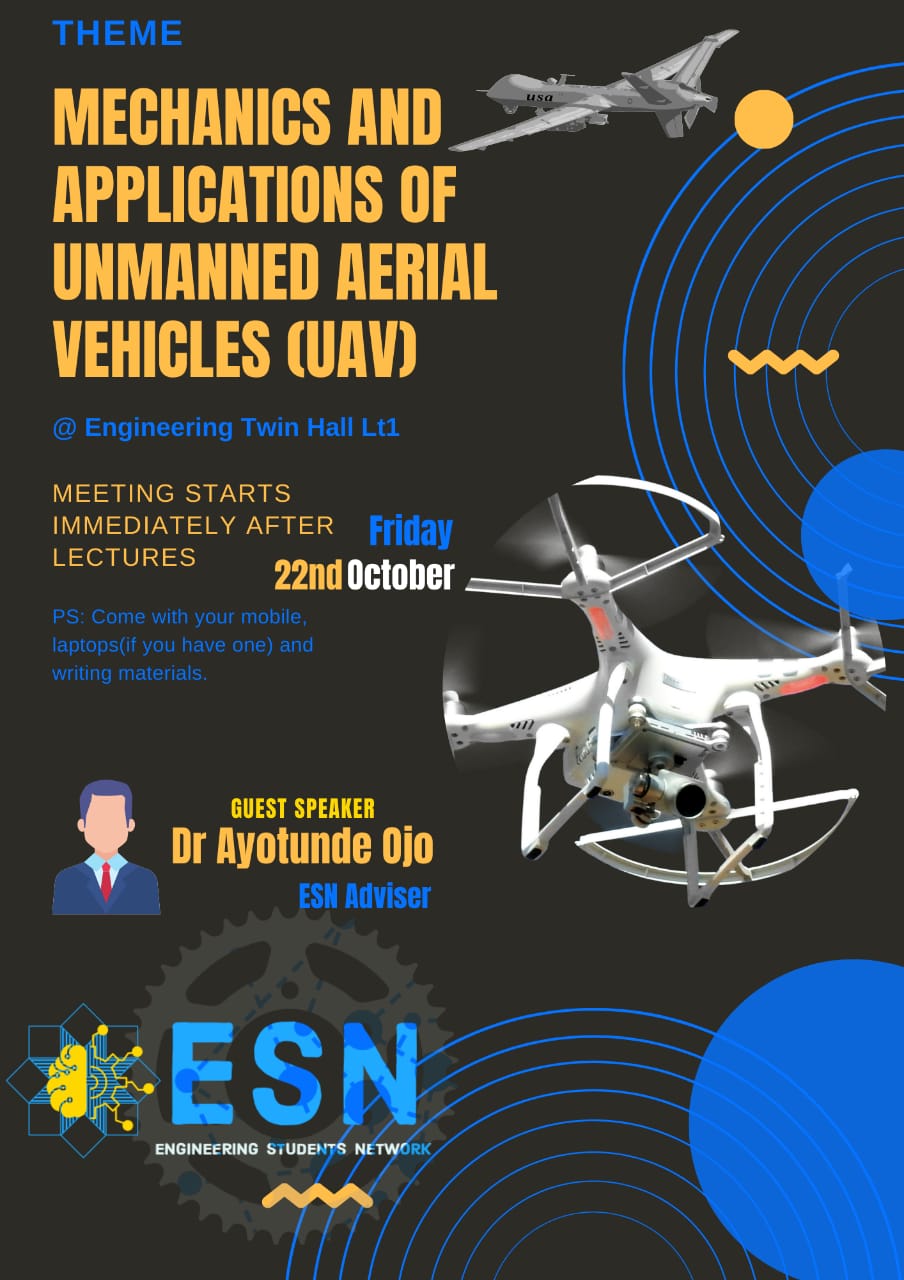 THEME
MECHANICS AND
APPLICATIONS OF
UNMANNED AERIAL
VEHICLES (UAV)
usa
@ Engineering Twin Hall Lt1
MEETING STARTS
IMMEDIATELY AFTER
LECTURES
Friday
22nd October
PS: Come with your mobile,
laptops(if you have one) and
writing materials.
GUEST SPEAKER
Dr Ayotunde Ojo
ESN Adviser
ESN
ENGINEERING STUDENTS NETWORK